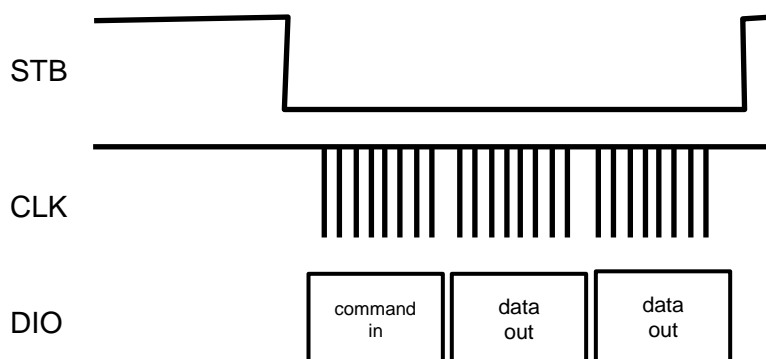 STB
CLK
DIO
command
in
data
out
data
out